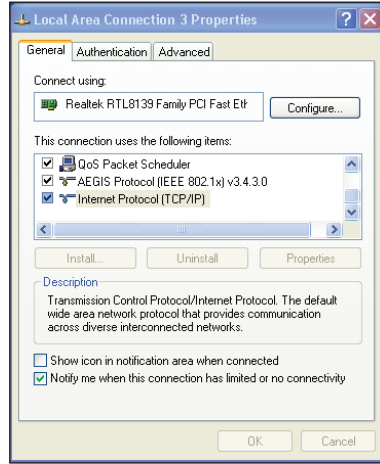 Local Area Connection 3 Properties
General Authentication Advanced
Connect using:
Realtek RTL8139 Family PCI Fast Eth Configure...
This connection uses the following items:
QoS Packet Scheduler
AEGIS Protocol (IEEE 802.1x) v3.4.3.0
Internet Protocol (TCP/IP)
Install... Uninstall Properties
Description
Transmission Control Protocol/Internet Protocol. The default
wide area network protocol that provides communication
across diverse interconnected networks.
Show icon in notification area when connected
Notify me when this connection has limited or no connectivity
OK Cancel